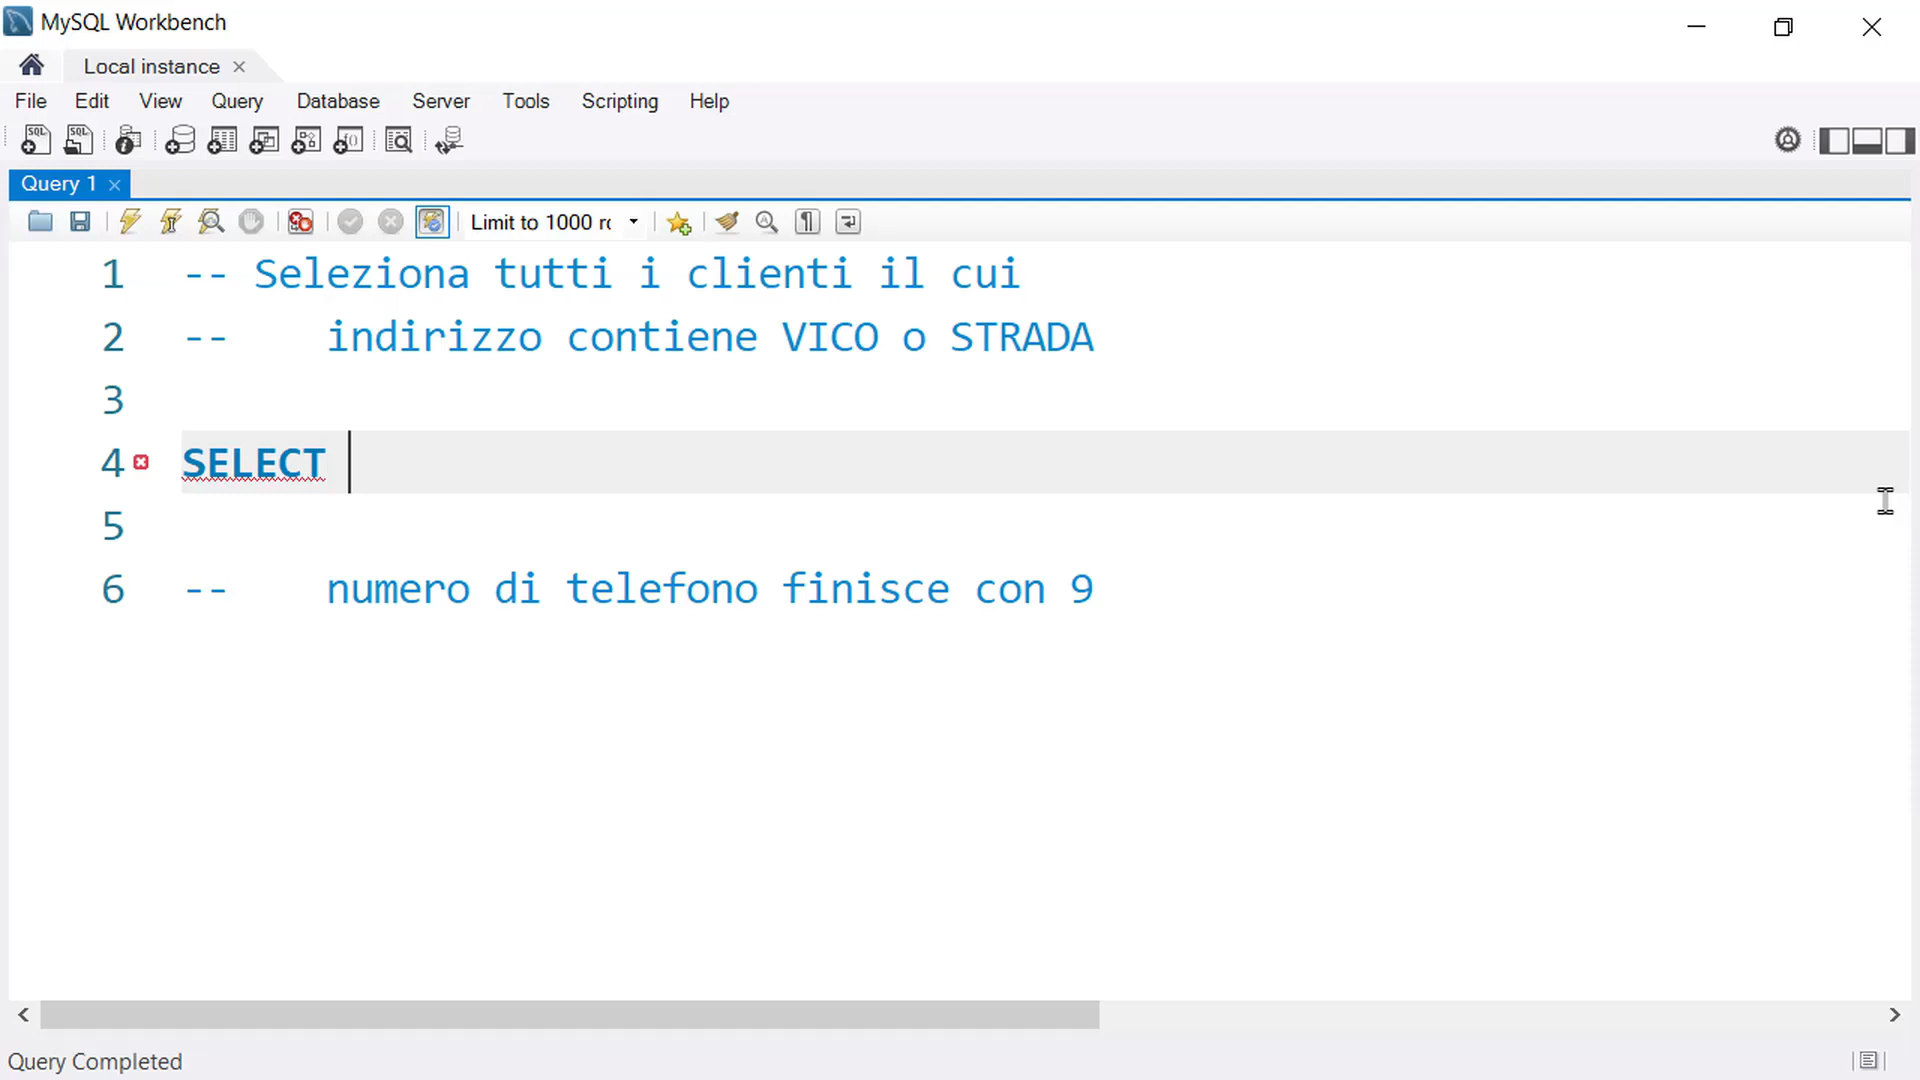 MySQL Workbench
Local instance
File Edit View Query Database Server Tools Scripting Help
Query 1
Limit to 1000 rc
1 -- Seleziona tutti i clienti il cui
2 -- indirizzo contiene VICO o STRADA
3
4 SELECT
5
6 -- numero di telefono finisce con 9
Query Completed